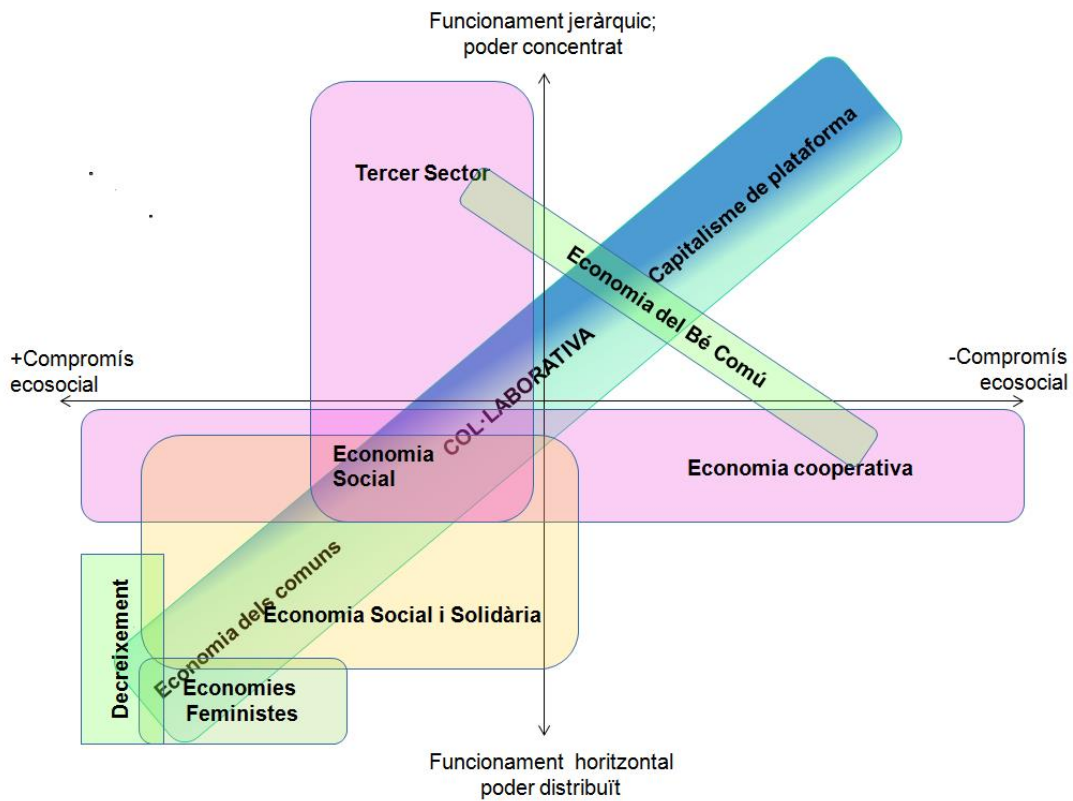 Funcionament jeràrquic;
poder concentrat
Tercer Sector
Capitalisme de plataforma
Economia del Bé Comú
+Compromís
ecosocial
-Compromís
ecosocial
COL·LABORATIVA
Economia
Social
Economia cooperativa
Economia dels comuns
Economia Social i Solidària
Decreixement
Economies
Feministes
Funcionament horitzontal
poder distribuït